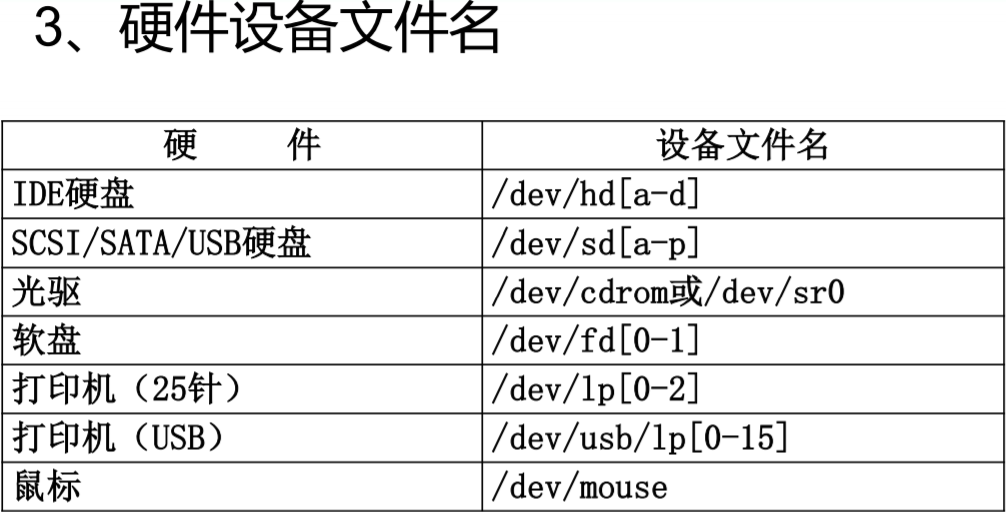 3、硬件设备文件名
硬 件 设备文件名
IDE硬盘 /dev/hd[a-d]
SCSI/SATA/USB硬盘 /dev/sd[a-p]
光驱 /dev/cdrom或/dev/sr0
软盘 /dev/fd[0-1]
打印机（25针） /dev/lp[0-2]
打印机（USB） /dev/usb/lp[0-15]
鼠标 /dev/mouse